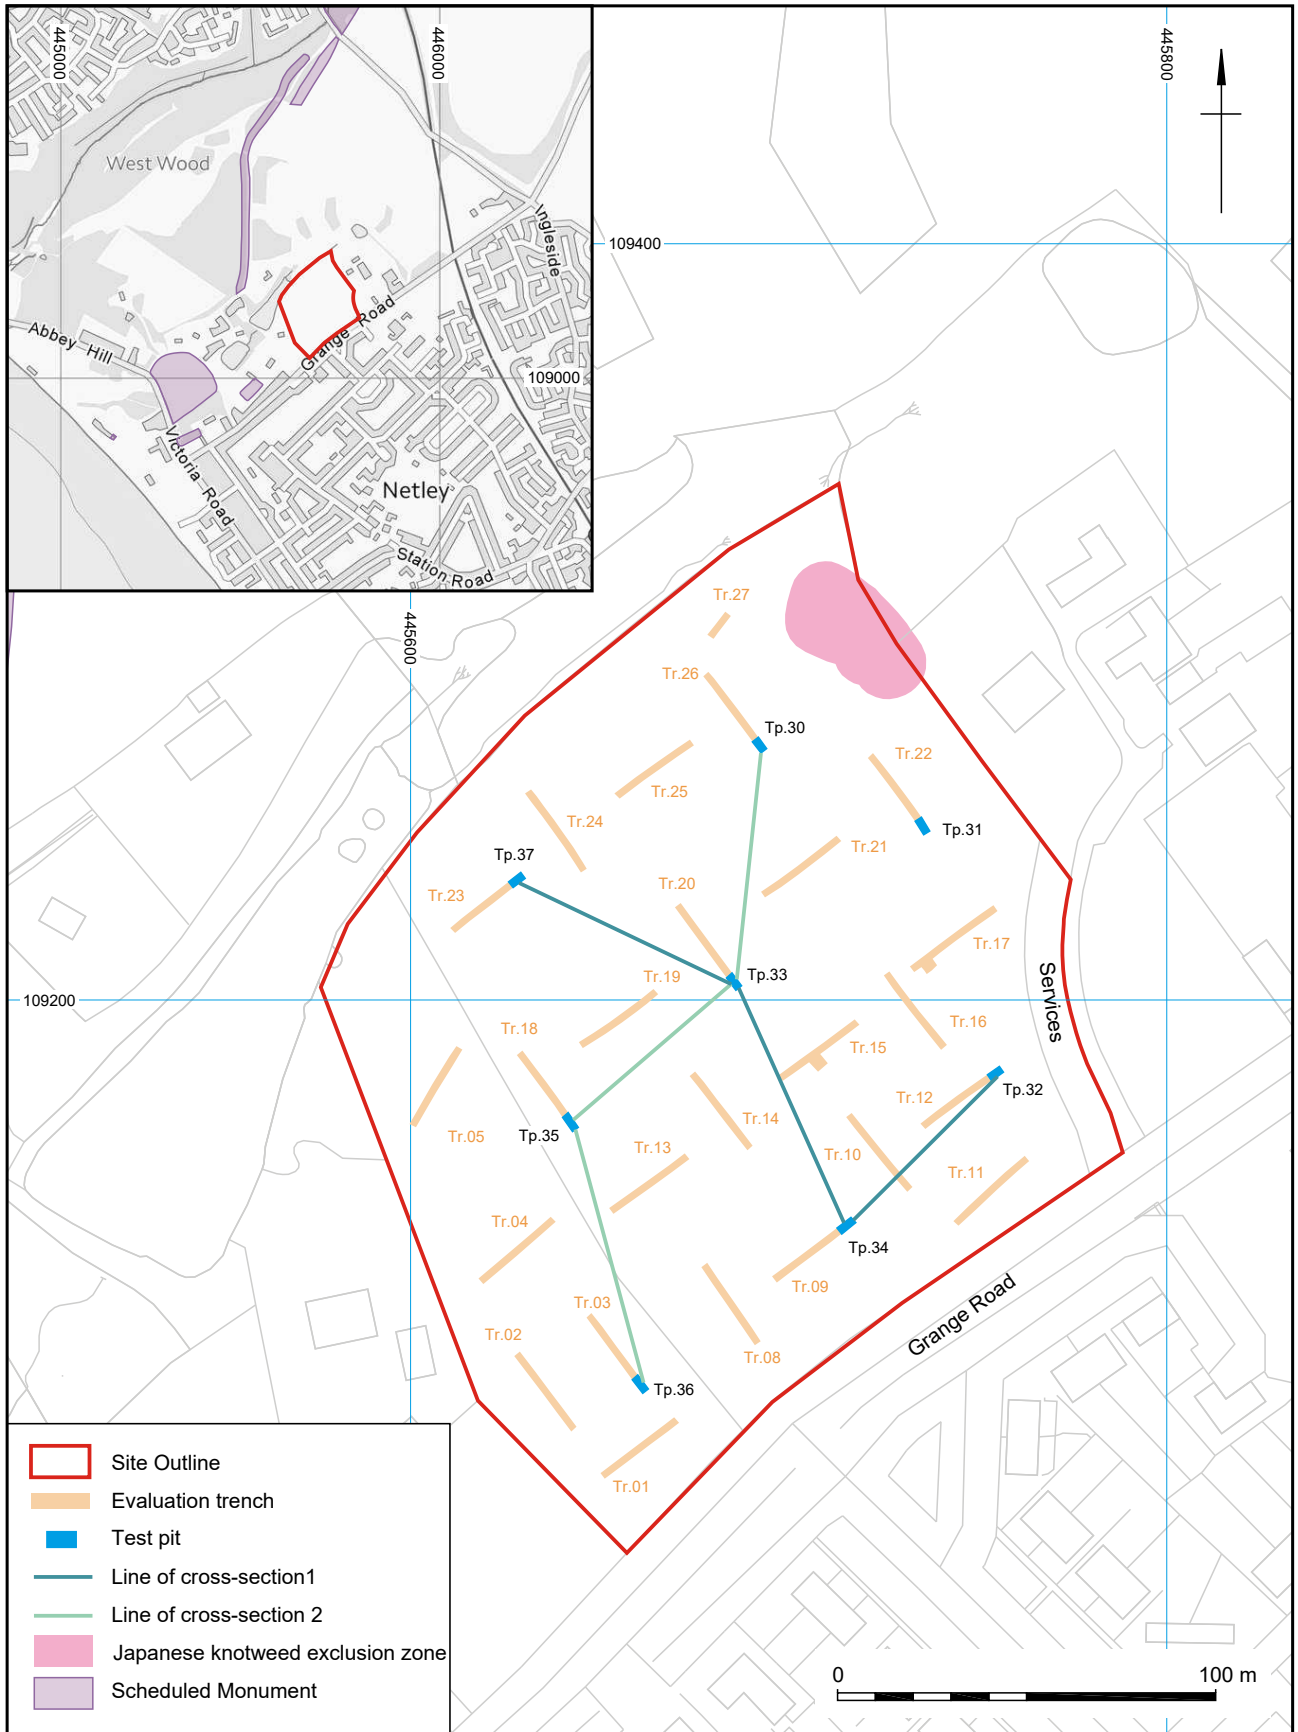 445000
446000
West Wood
Ingleside
Abbey Hill
Grange Road
109000
Victoria Road
Netley
Station Road
445800
109400
445600
Tr.27
Tr.26
Tp.30
Tr.22
Tr.25
Tr.24
Tp.31
Tr.21
Tp.37
Tr.20
Tr.23
Tr.17
Tp.33
Tr.19
Services
109200
Tr.18
Tr.16
Tr.15
Tp.32
Tr.12
Tr.14
Tp.35
Tr.05
Tr.13
Tr.10
Tr.11
Tr.04
Tp.34
Tr.09
Tr.03
Grange Road
Tr.02
Tr.08
Tp.36
Tr.01
Site Outline
Evaluation trench
Test pit
Line of cross-section1
Line of cross-section 2
Japanese knotweed exclusion zone
Scheduled Monument
0
100 m